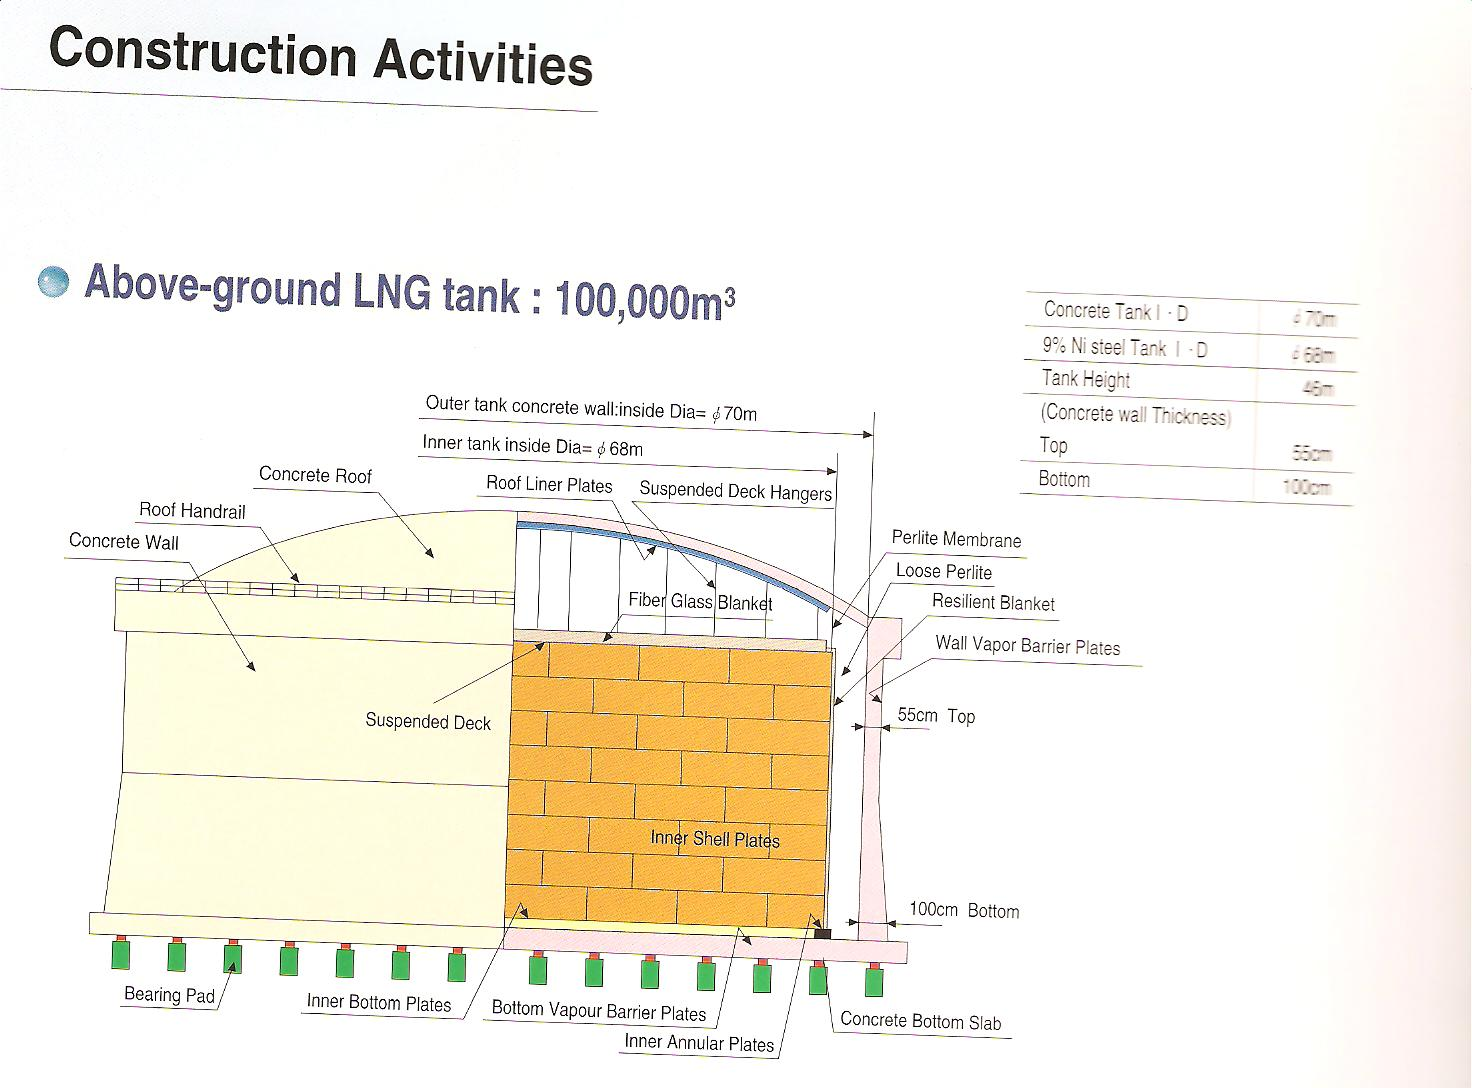 Construction Activities
Above-ground LNG tank : 100,000m³
Concrete Tank I · D ϕ 70m
9% Ni steel Tank I · D ϕ 68m
Tank Height 46m
(Concrete wall Thickness)
Top 55cm
Bottom 100cm
Outer tank concrete wall:inside Dia= ϕ 70m
Inner tank inside Dia= ϕ 68m
Concrete Roof
Roof Liner Plates
Suspended Deck Hangers
Roof Handrail
Concrete Wall
Perlite Membrane
Loose Perlite
Resilient Blanket
Fiber Glass Blanket
Wall Vapor Barrier Plates
Suspended Deck
55cm Top
Inner Shell Plates
100cm Bottom
Bearing Pad
Inner Bottom Plates
Bottom Vapour Barrier Plates
Concrete Bottom Slab
Inner Annular Plates